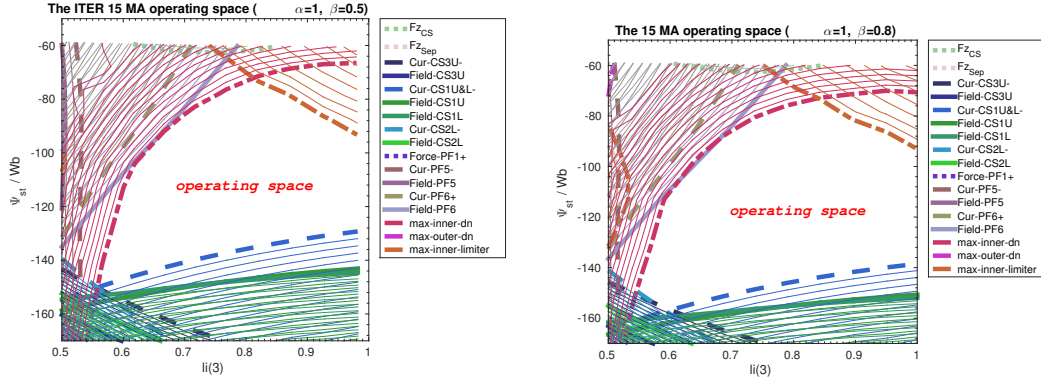 The ITER 15 MA operating space ( α=1, β=0.5)
-60
-80
-100
-120
-140
-160
Ψst / Wb
0.5 0.6 0.7 0.8 0.9 1
li(3)
operating space
FzCS
FzSep
Cur-CS3U-
Field-CS3U
Cur-CS1U&L-
Field-CS1U
Field-CS1L
Cur-CS2L-
Field-CS2L
Force-PF1+
Cur-PF5-
Field-PF5
Cur-PF6+
Field-PF6
max-inner-dn
max-outer-dn
max-inner-limiter
The 15 MA operating space ( α=1, β=0.8)
-60
-80
-100
-120
-140
-160
Ψst / Wb
0.5 0.6 0.7 0.8 0.9 1
li(3)
operating space
FzCS
FzSep
Cur-CS3U-
Field-CS3U
Cur-CS1U&L-
Field-CS1U
Field-CS1L
Cur-CS2L-
Field-CS2L
Force-PF1+
Cur-PF5-
Field-PF5
Cur-PF6+
Field-PF6
max-inner-dn
max-outer-dn
max-inner-limiter